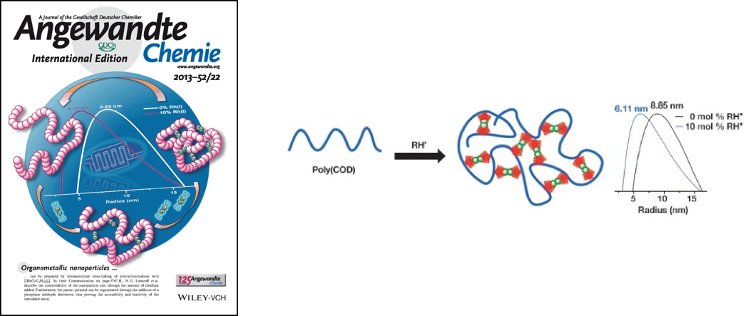 A Journal of the Gesellschaft Deutscher Chemiker
Angewandte
GDCh
International Edition
Chemie
www.angewandte.org
2013–52/22
8.85 nm
0% Rh(I)
10% Rh(I)
5
10
15
Radius (nm)
Organometallic nanoparticles ...
125 Angewandte
Chemie
WILEY-VCH
Poly(COD)
RH*
6.11 nm
8.85 nm
0 mol % RH*
10 mol % RH*
5
10
15
Radius (nm)